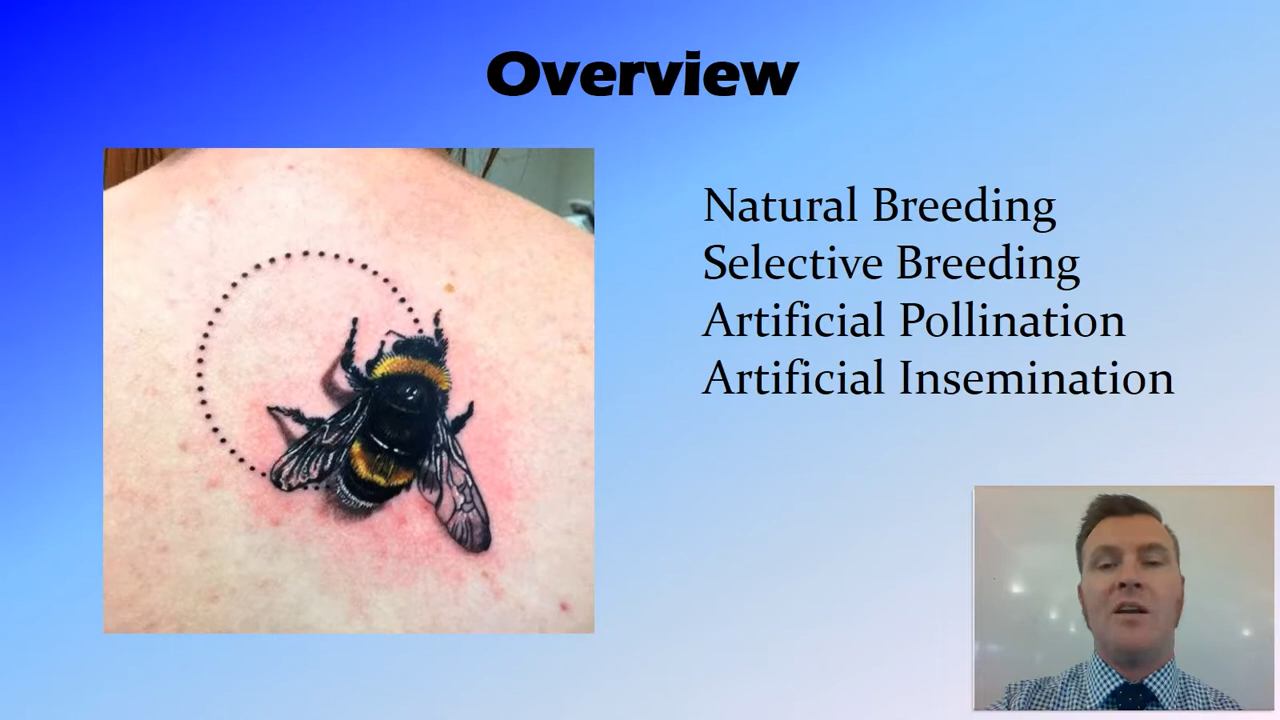 Overview
Natural Breeding
Selective Breeding
Artificial Pollination
Artificial Insemination